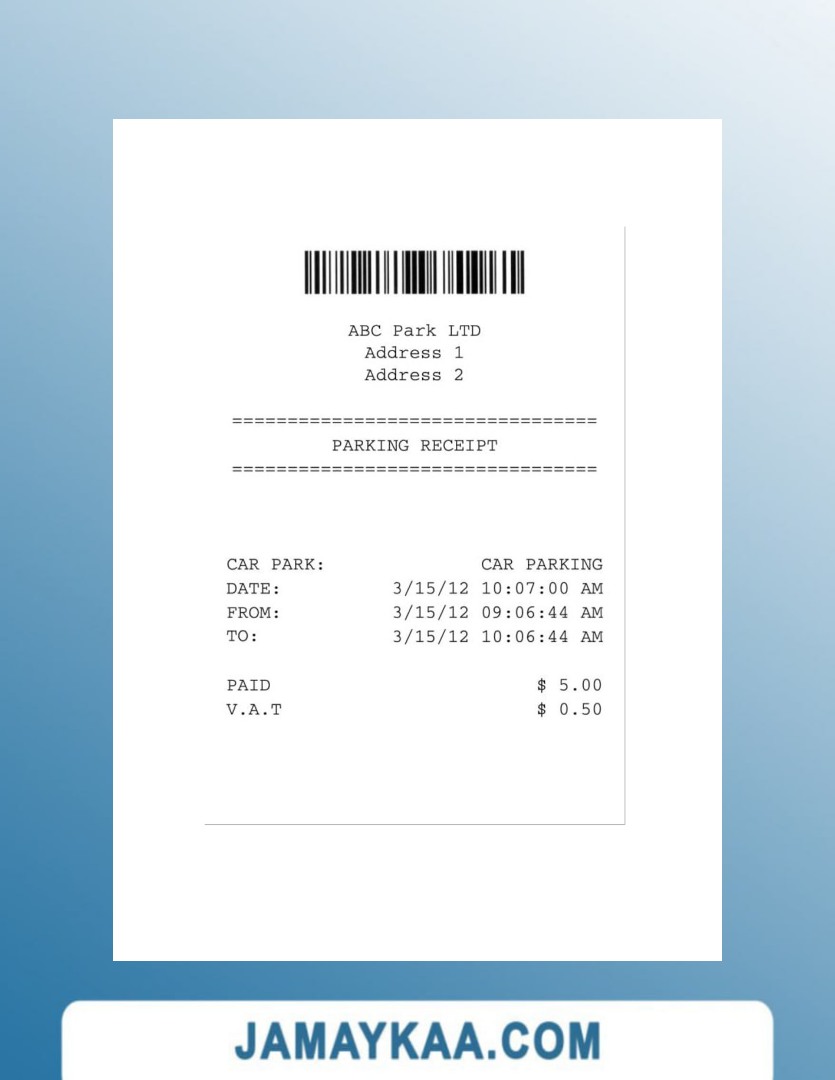 ABC Park LTD
Address 1
Address 2
=================================
PARKING RECEIPT
=================================
CAR PARK: CAR PARKING
DATE: 3/15/12 10:07:00 AM
FROM: 3/15/12 09:06:44 AM
TO: 3/15/12 10:06:44 AM
PAID $ 5.00
V.A.T $ 0.50
JAMAYKAA.COM